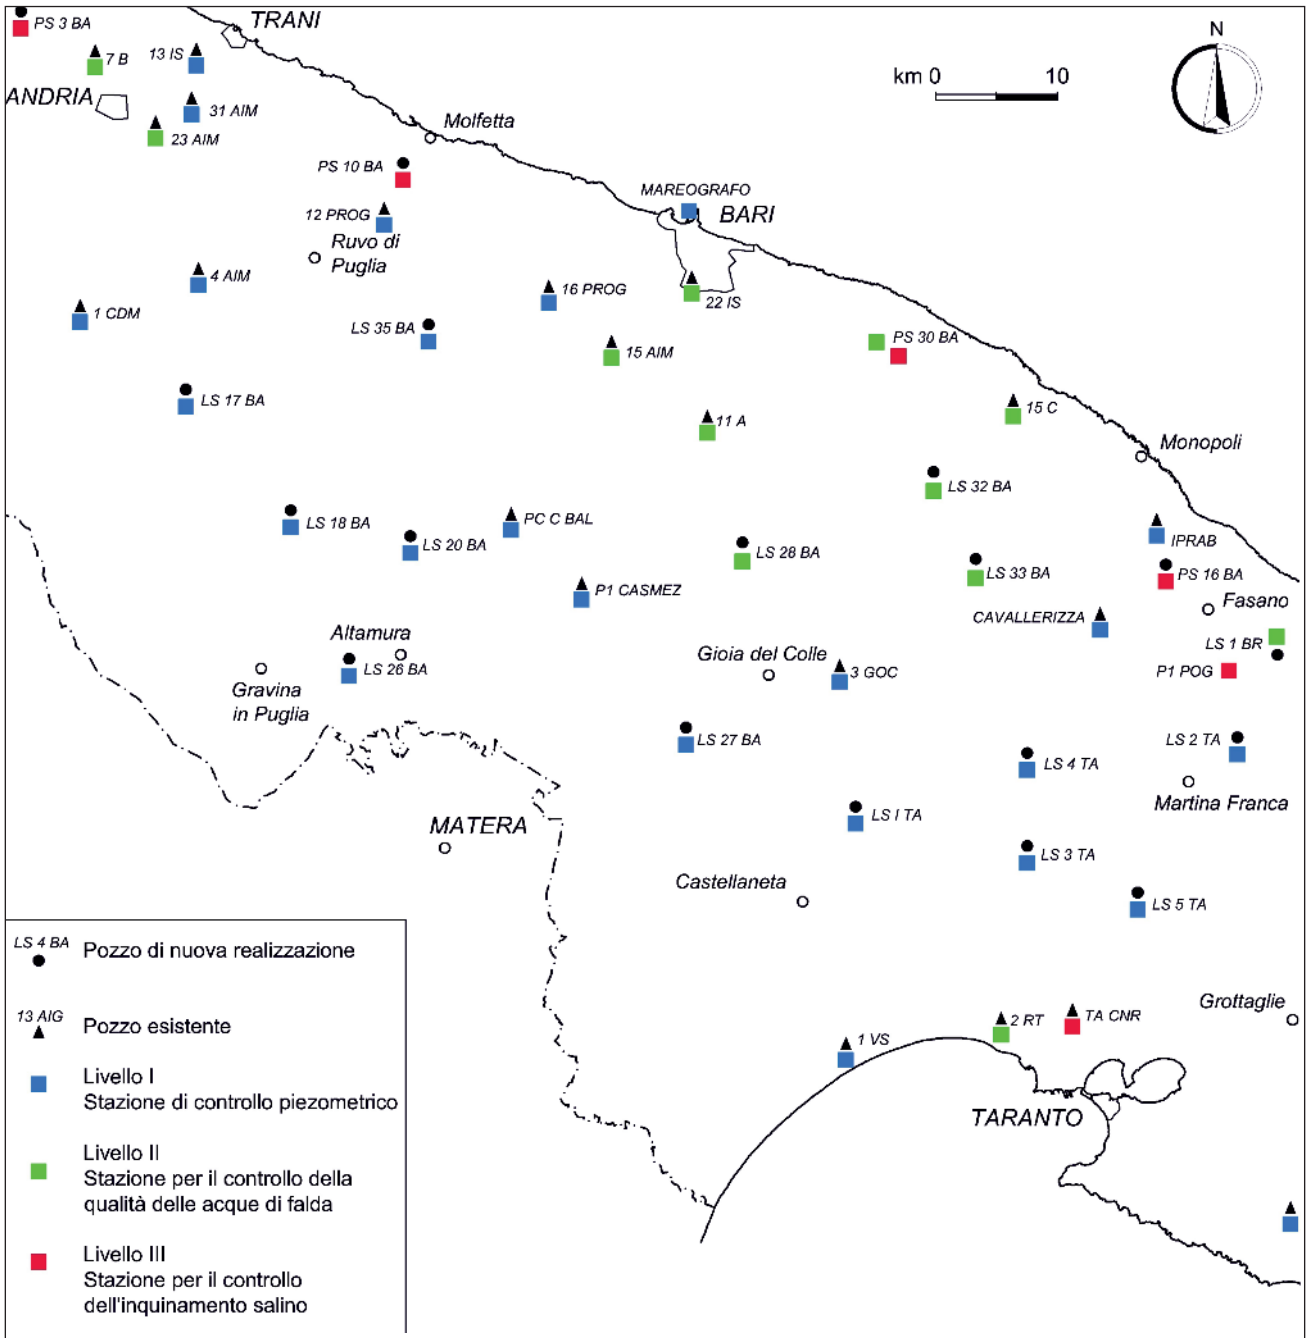 PS 3 BA
TRANI
7 B
13 IS
km 0
10
N
ANDRIA
31 AIM
23 AIM
Molfetta
PS 10 BA
MAREOGRAFO
BARI
12 PROG
Ruvo di
Puglia
4 AIM
1 CDM
16 PROG
22 IS
LS 35 BA
15 AIM
PS 30 BA
LS 17 BA
11 A
15 C
Monopoli
LS 32 BA
LS 18 BA
LS 20 BA
PC C BAL
LS 28 BA
IPRAB
LS 33 BA
PS 16 BA
P1 CASMEZ
Fasano
CAVALLERIZZA
Altamura
LS 1 BR
LS 26 BA
Gioia del Colle
3 GOC
P1 POG
Gravina
in Puglia
LS 27 BA
LS 2 TA
LS 4 TA
Martina Franca
MATERA
LS I TA
LS 3 TA
Castellaneta
LS 5 TA
Grottaglie
2 RT
TA CNR
1 VS
TARANTO
LS 4 BA
Pozzo di nuova realizzazione
13 AIG
Pozzo esistente
Livello I
Stazione di controllo piezometrico
Livello II
Stazione per il controllo della
qualità delle acque di falda
Livello III
Stazione per il controllo
dell'inquinamento salino